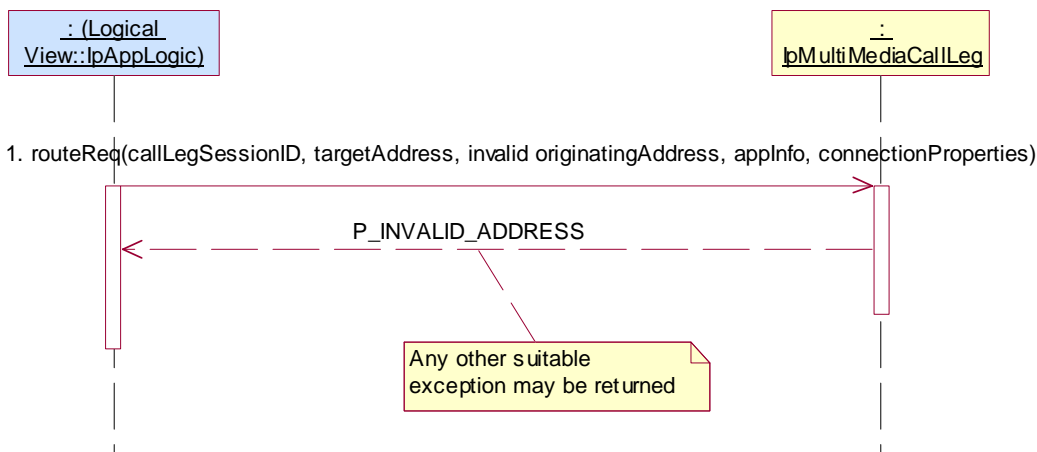 : (Logical
View::IpAppLogic)
:
IpMultiMediaCallLeg
1. routeReq(callLegSessionID, targetAddress, invalid originatingAddress, appInfo, connectionProperties)
P_INVALID_ADDRESS
Any other suitable
exception may be returned